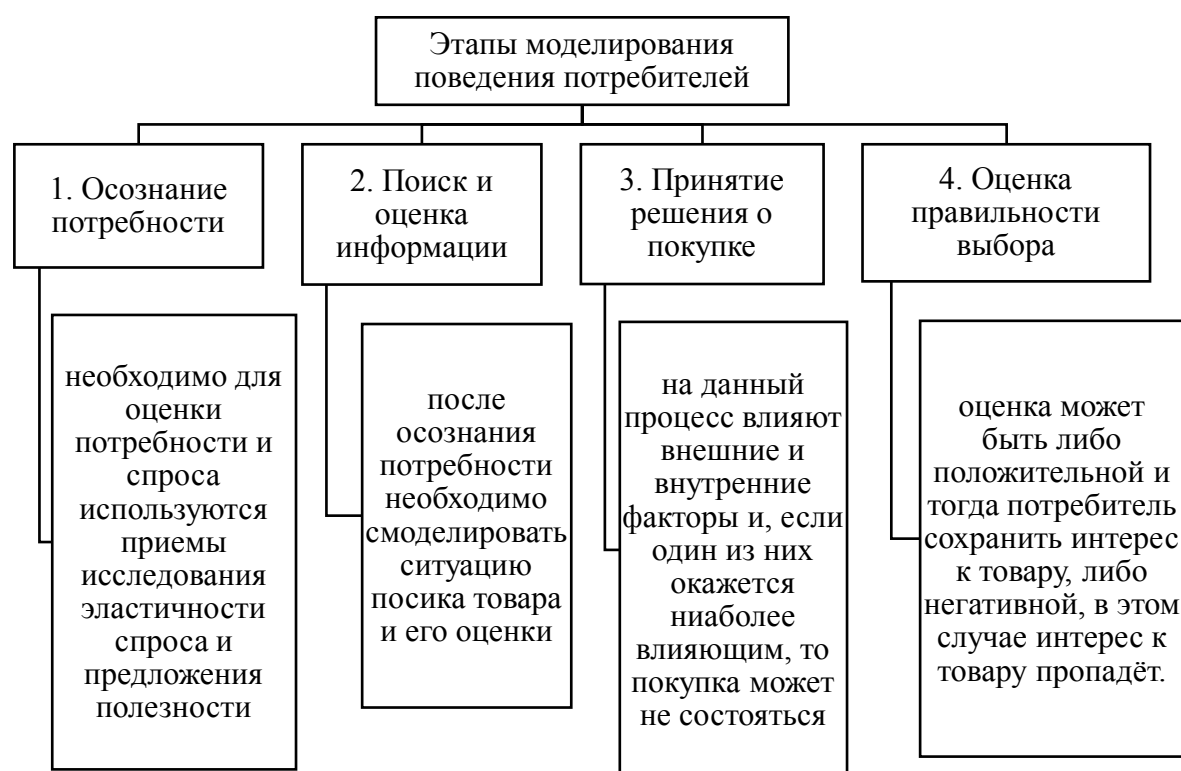 Этапы моделирования
поведения потребителей
1. Осознание
потребности
2. Поиск и
оценка
информации
3. Принятие
решения о
покупке
4. Оценка
правильности
выбора
необходимо для
оценки
потребности и
спроса
используются
приемы
исследования
эластичности
спроса и
предложения
полезности
после
осознания
потребности
необходимо
смоделировать
ситуацию
посика товара
и его оценки
на данный
процесс влияют
внешние и
внутренние
факторы и, если
один из них
окажется
ниаболее
влияющим, то
покупка может
не состояться
оценка может
быть либо
положительной и
тогда потребитель
сохранить интерес
к товару, либо
негативной, в этом
случае интерес к
товару пропадёт.